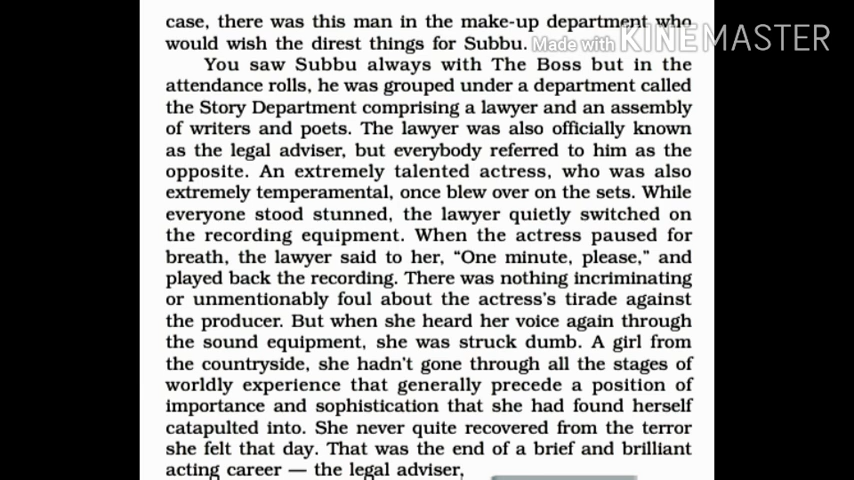 case, there was this man in the make-up department who
would wish the direst things for Subbu. Made with KINEMASTER
You saw Subbu always with The Boss but in the
attendance rolls, he was grouped under a department called
the Story Department comprising a lawyer and an assembly
of writers and poets. The lawyer was also officially known
as the legal adviser, but everybody referred to him as the
opposite. An extremely talented actress, who was also
extremely temperamental, once blew over on the sets. While
everyone stood stunned, the lawyer quietly switched on
the recording equipment. When the actress paused for
breath, the lawyer said to her, “One minute, please,” and
played back the recording. There was nothing incriminating
or unmentionably foul about the actress’s tirade against
the producer. But when she heard her voice again through
the sound equipment, she was struck dumb. A girl from
the countryside, she hadn’t gone through all the stages of
worldly experience that generally precede a position of
importance and sophistication that she had found herself
catapulted into. She never quite recovered from the terror
she felt that day. That was the end of a brief and brilliant
acting career — the legal adviser,